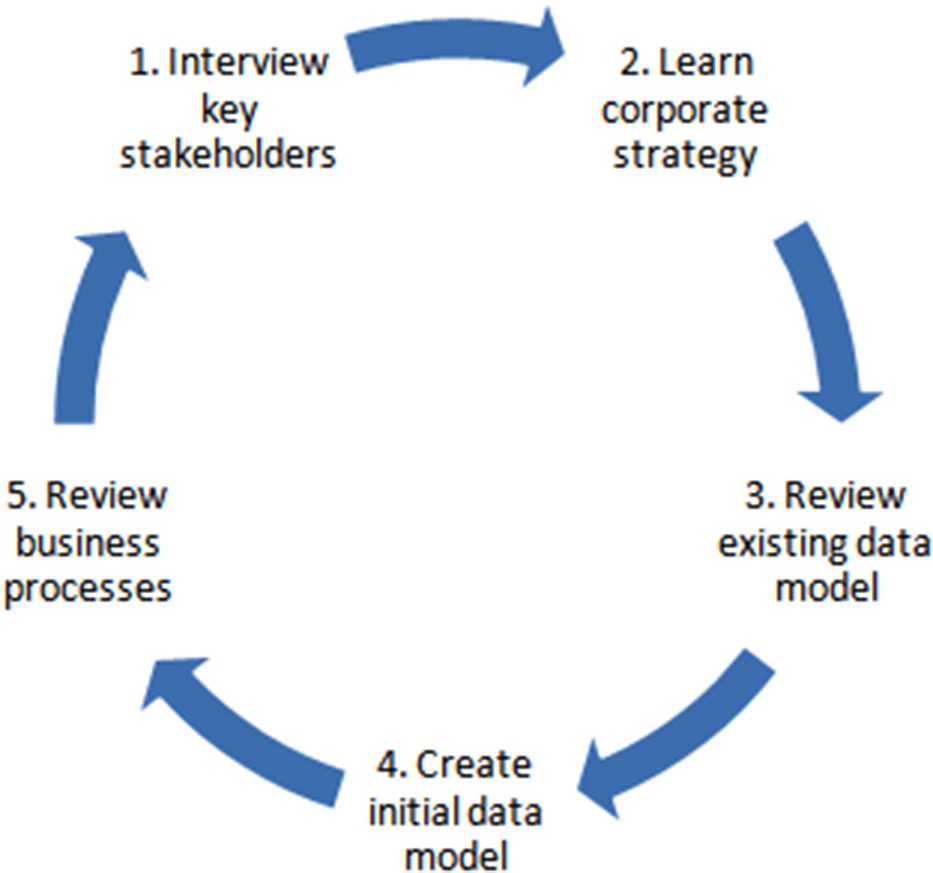 1. Interview
key
stakeholders
2. Learn
corporate
strategy
3. Review
existing data
model
4. Create
initial data
model
5. Review
business
processes